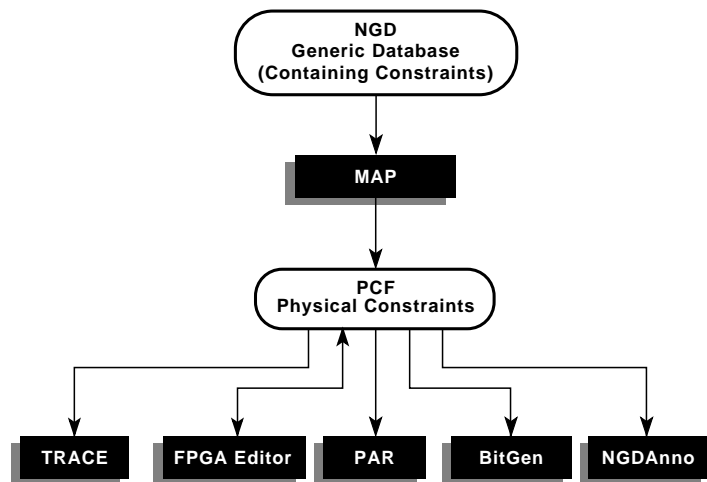 NGD
Generic Database
(Containing Constraints)
MAP
PCF
Physical Constraints
TRACE
FPGA Editor
PAR
BitGen
NGDAnno